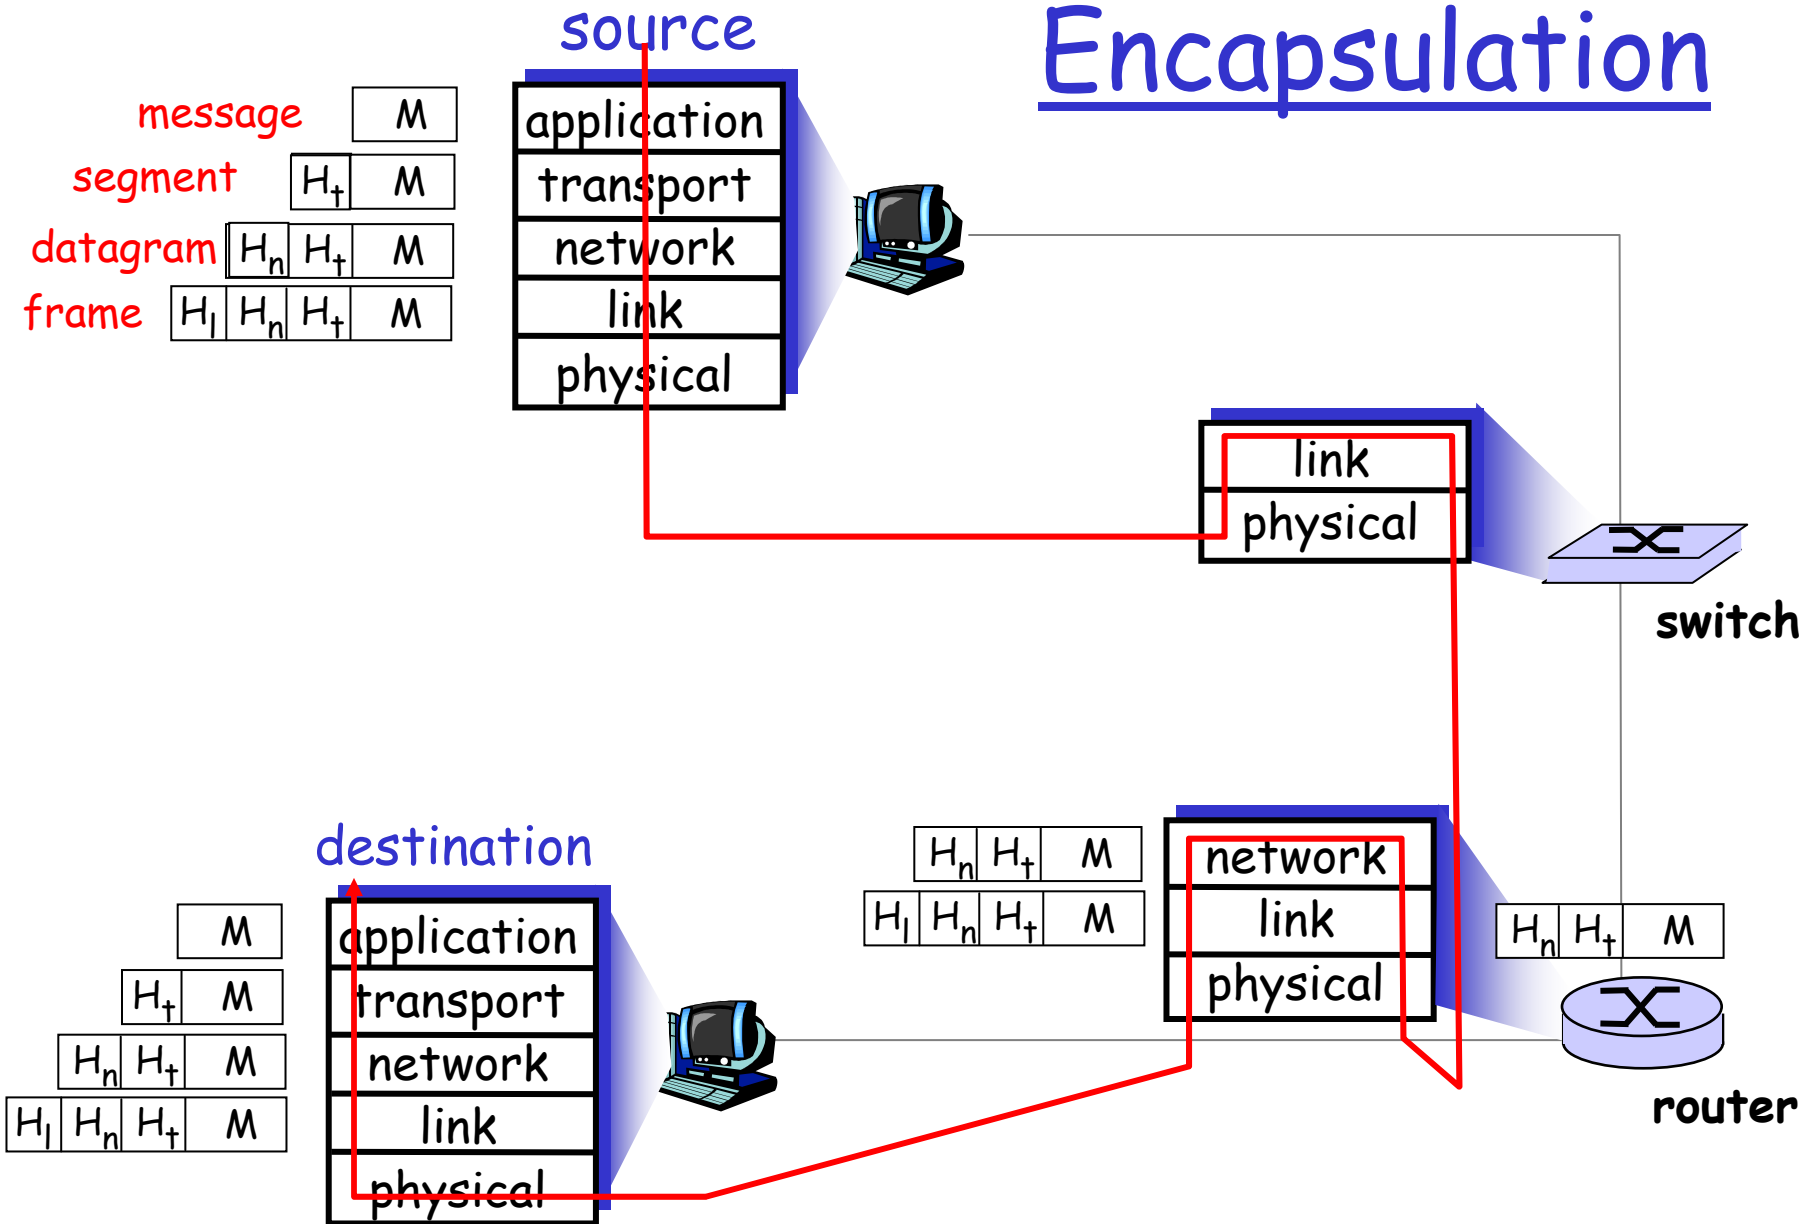 Encapsulation
source
message M
segment Ht M
datagram Hn Ht M
frame Hl Hn Ht M
application
transport
network
link
physical
link
physical
switch
destination
M
Ht M
Hn Ht M
Hl Hn Ht M
application
transport
network
link
physical
Hn Ht M
Hl Hn Ht M
network
link
physical
Hn Ht M
router